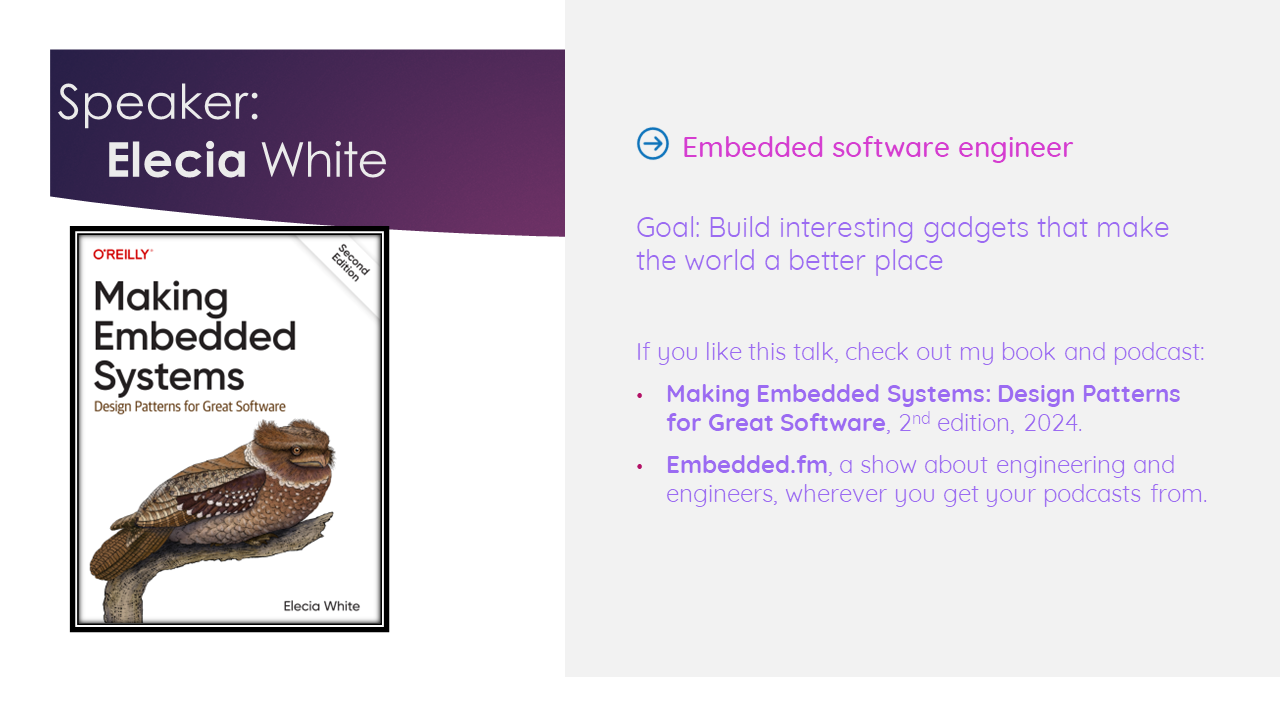 Speaker:
Elecia White
O'REILLY
Second
Edition
Making
Embedded
Systems
Design Patterns for Great Software
Elecia White
Embedded software engineer
Goal: Build interesting gadgets that make
the world a better place
If you like this talk, check out my book and podcast:
• Making Embedded Systems: Design Patterns
for Great Software, 2nd edition, 2024.
• Embedded.fm, a show about engineering and
engineers, wherever you get your podcasts from.